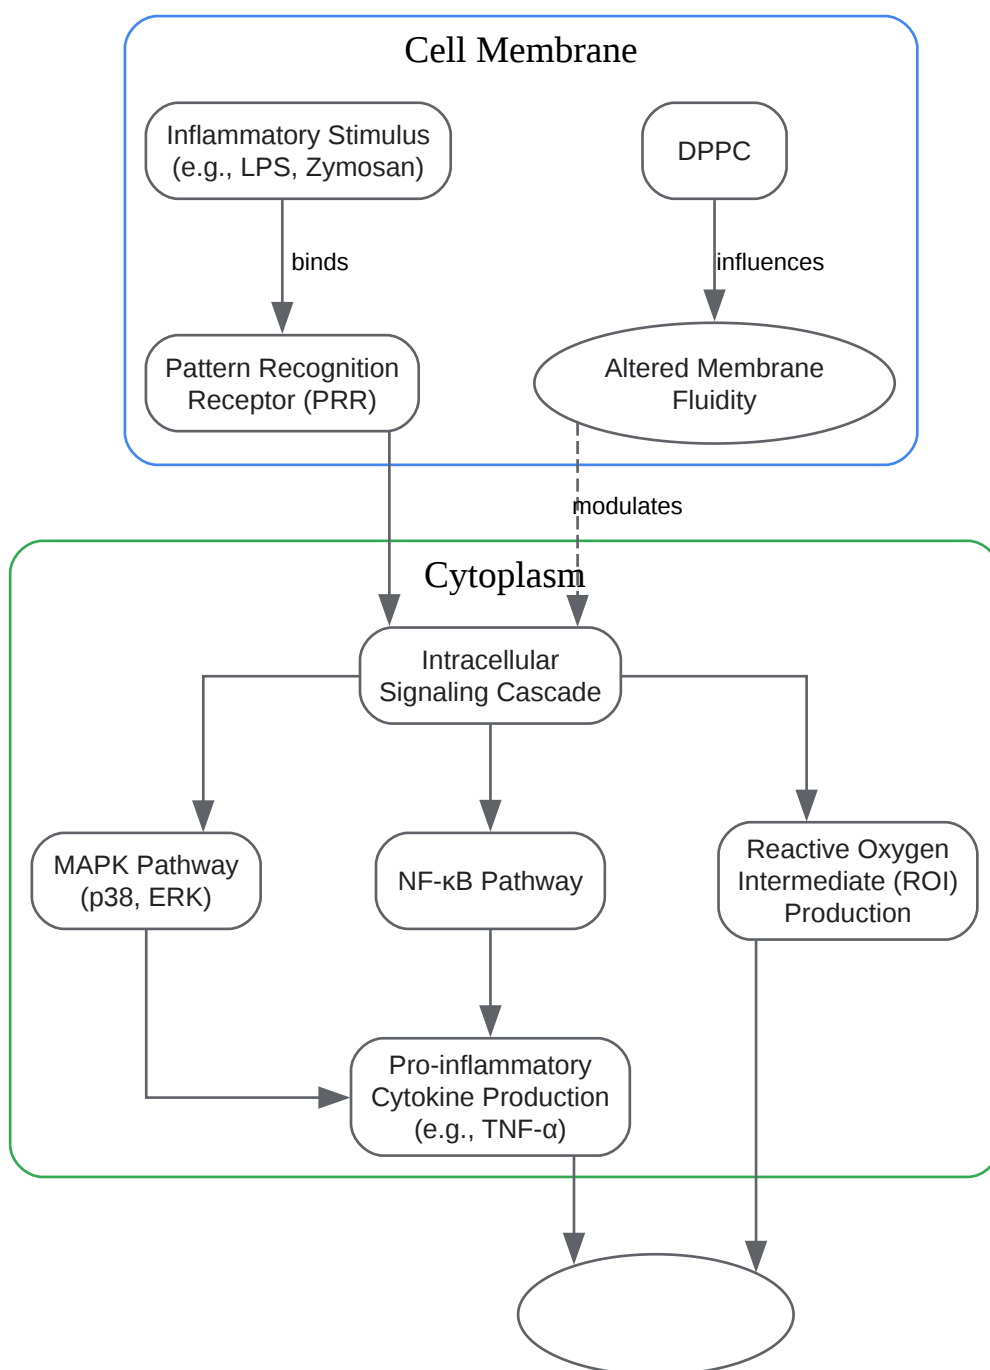 Cell Membrane
Inflammatory Stimulus
(e.g., LPS, Zymosan)
DPPC
binds
influences
Pattern Recognition
Receptor (PRR)
Altered Membrane
Fluidity
modulates
Cytoplasm
Intracellular
Signaling Cascade
MAPK Pathway
(p38, ERK)
NF-κB Pathway
Reactive Oxygen
Intermediate (ROI)
Production
Pro-inflammatory
Cytokine Production
(e.g., TNF-α)